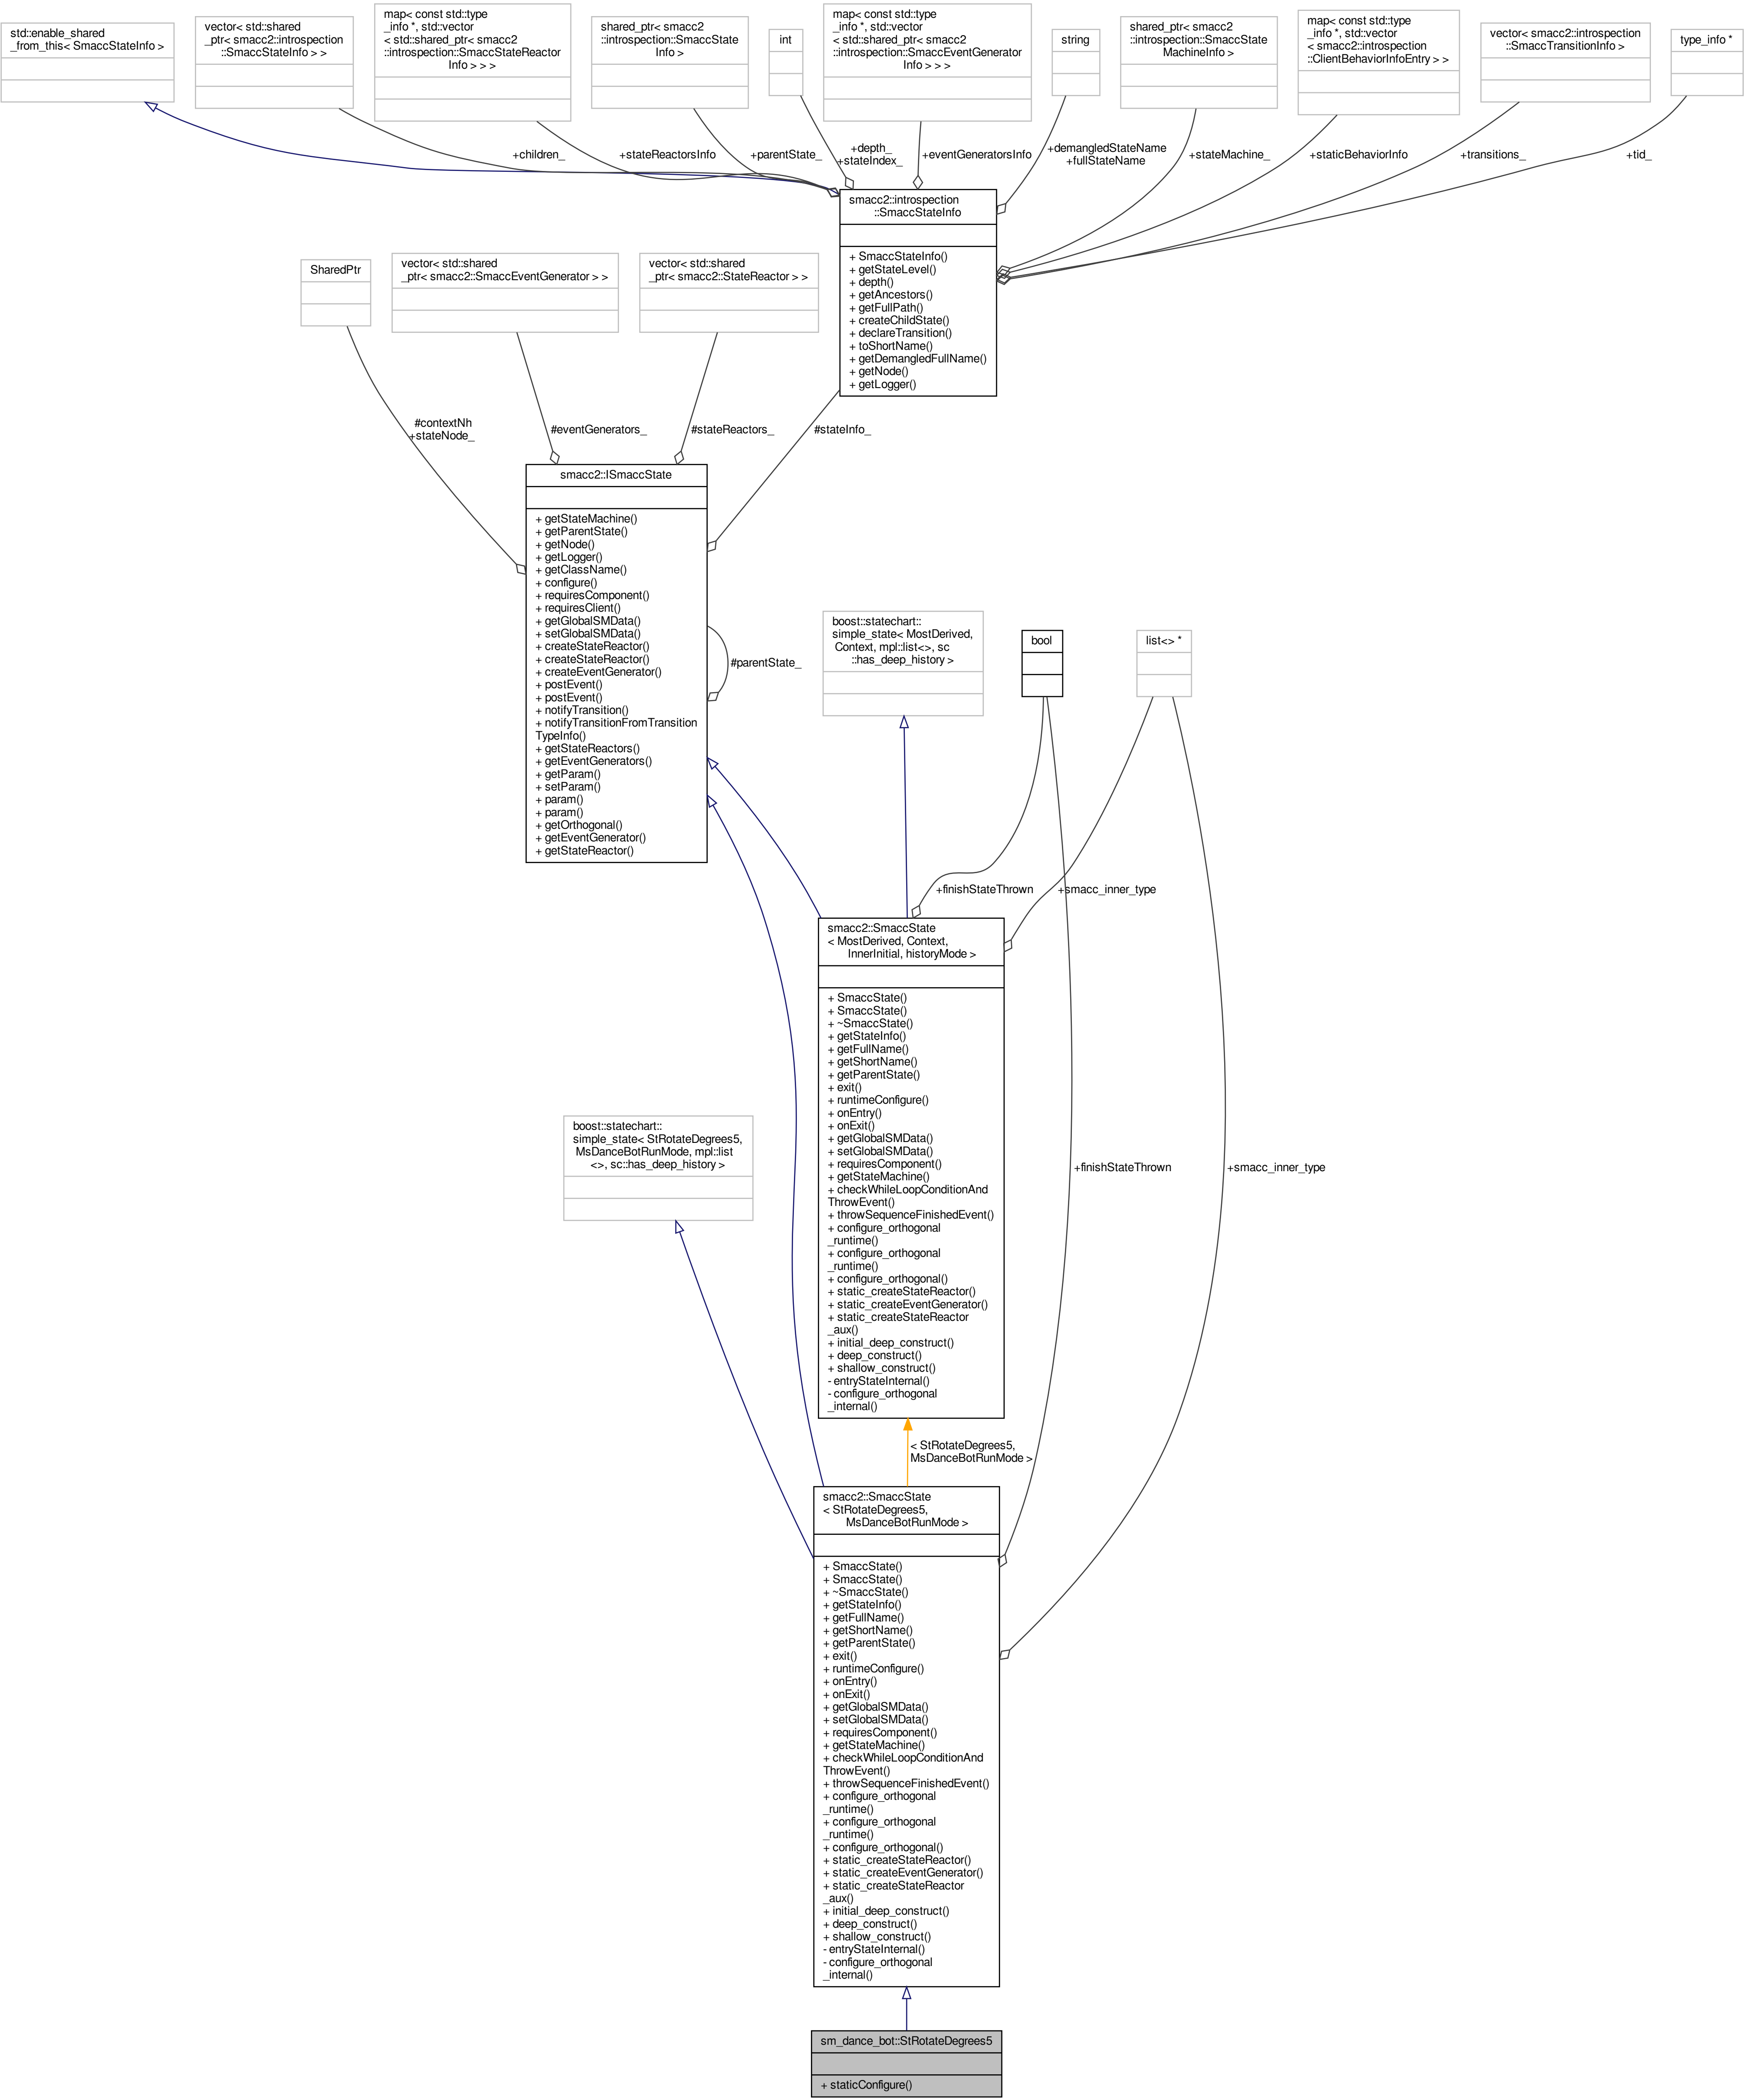 std::enable_shared
_from_this< SmaccStateInfo >
vector< std::shared
_ptr< smacc2::introspection
::SmaccStateInfo > >
map< const std::type
_info *, std::vector
< std::shared_ptr< smacc2
::introspection::SmaccStateReactor
Info > > >
shared_ptr< smacc2
::introspection::SmaccState
Info >
int
map< const std::type
_info *, std::vector
< std::shared_ptr< smacc2
::introspection::SmaccEventGenerator
Info > > >
string
shared_ptr< smacc2
::introspection::SmaccState
MachineInfo >
map< const std::type
_info *, std::vector
< smacc2::introspection
::ClientBehaviorInfoEntry > >
vector< smacc2::introspection
::SmaccTransitionInfo >
type_info *
+children_
+stateReactorsInfo
+parentState_
+depth_
+stateIndex_
+eventGeneratorsInfo
+demangledStateName
+fullStateName
+stateMachine_
+staticBehaviorInfo
+transitions_
+tid_
smacc2::introspection
::SmaccStateInfo
+ SmaccStateInfo()
+ getStateLevel()
+ depth()
+ getAncestors()
+ getFullPath()
+ createChildState()
+ declareTransition()
+ toShortName()
+ getDemangledFullName()
+ getNode()
+ getLogger()
SharedPtr
vector< std::shared
_ptr< smacc2::SmaccEventGenerator > >
vector< std::shared
_ptr< smacc2::StateReactor > >
#contextNh
+stateNode_
#eventGenerators_
#stateReactors_
#stateInfo_
smacc2::ISmaccState
+ getStateMachine()
+ getParentState()
+ getNode()
+ getLogger()
+ getClassName()
+ configure()
+ requiresComponent()
+ requiresClient()
+ getGlobalSMData()
+ setGlobalSMData()
+ createStateReactor()
+ createStateReactor()
+ createEventGenerator()
+ postEvent()
+ postEvent()
+ notifyTransition()
+ notifyTransitionFromTransition
TypeInfo()
+ getStateReactors()
+ getEventGenerators()
+ getParam()
+ setParam()
+ param()
+ param()
+ getOrthogonal()
+ getEventGenerator()
+ getStateReactor()
#parentState_
boost::statechart::
simple_state< MostDerived,
Context, mpl::list<>, sc
::has_deep_history >
bool
list<> *
+finishStateThrown
+smacc_inner_type
smacc2::SmaccState
< MostDerived, Context,
InnerInitial, historyMode >
+ SmaccState()
+ SmaccState()
+ ~SmaccState()
+ getStateInfo()
+ getFullName()
+ getShortName()
+ getParentState()
+ exit()
+ runtimeConfigure()
+ onEntry()
+ onExit()
+ getGlobalSMData()
+ setGlobalSMData()
+ requiresComponent()
+ getStateMachine()
+ checkWhileLoopConditionAnd
ThrowEvent()
+ throwSequenceFinishedEvent()
+ configure_orthogonal
_runtime()
+ configure_orthogonal
_runtime()
+ configure_orthogonal()
+ static_createStateReactor()
+ static_createEventGenerator()
+ static_createStateReactor
_aux()
+ initial_deep_construct()
+ deep_construct()
+ shallow_construct()
- entryStateInternal()
- configure_orthogonal
_internal()
boost::statechart::
simple_state< StRotateDegrees5,
MsDanceBotRunMode, mpl::list
<>, sc::has_deep_history >
+finishStateThrown
+smacc_inner_type
< StRotateDegrees5,
MsDanceBotRunMode >
smacc2::SmaccState
< StRotateDegrees5,
MsDanceBotRunMode >
+ SmaccState()
+ SmaccState()
+ ~SmaccState()
+ getStateInfo()
+ getFullName()
+ getShortName()
+ getParentState()
+ exit()
+ runtimeConfigure()
+ onEntry()
+ onExit()
+ getGlobalSMData()
+ setGlobalSMData()
+ requiresComponent()
+ getStateMachine()
+ checkWhileLoopConditionAnd
ThrowEvent()
+ throwSequenceFinishedEvent()
+ configure_orthogonal
_runtime()
+ configure_orthogonal
_runtime()
+ configure_orthogonal()
+ static_createStateReactor()
+ static_createEventGenerator()
+ static_createStateReactor
_aux()
+ initial_deep_construct()
+ deep_construct()
+ shallow_construct()
- entryStateInternal()
- configure_orthogonal
_internal()
sm_dance_bot::StRotateDegrees5
+ staticConfigure()